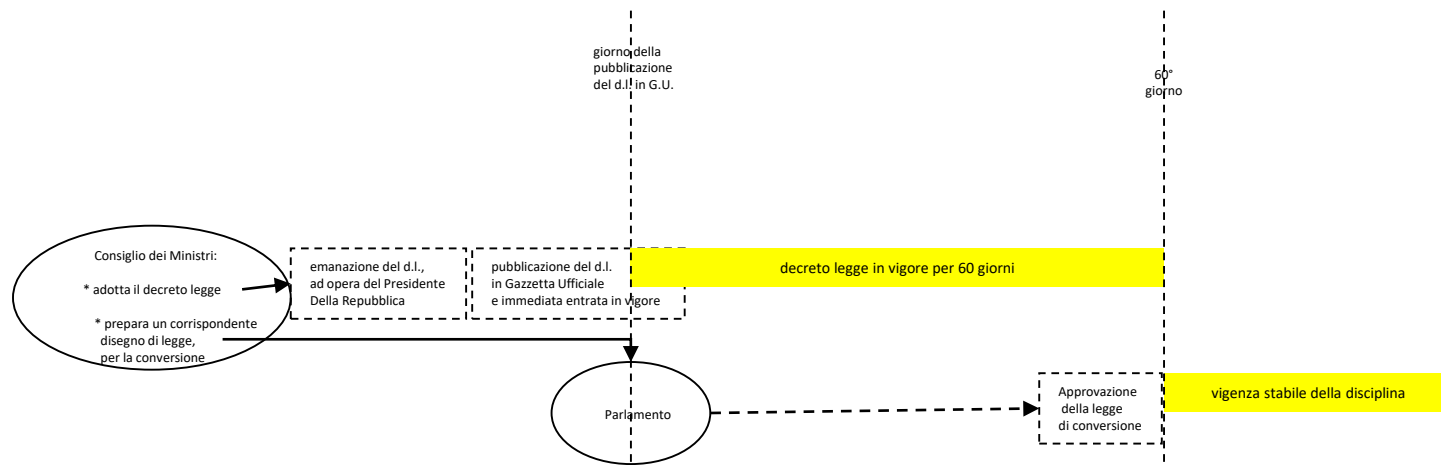 giorno della
pubblicazione
del d.l. in G.U.
60°
giorno
Consiglio dei Ministri:
* adotta il decreto legge
* prepara un corrispondente
disegno di legge,
per la conversione
emanazione del d.l.,
ad opera del Presidente
Della Repubblica
pubblicazione del d.l.
in Gazzetta Ufficiale
e immediata entrata in vigore
decreto legge in vigore per 60 giorni
Parlamento
Approvazione
della legge
di conversione
vigenza stabile della disciplina